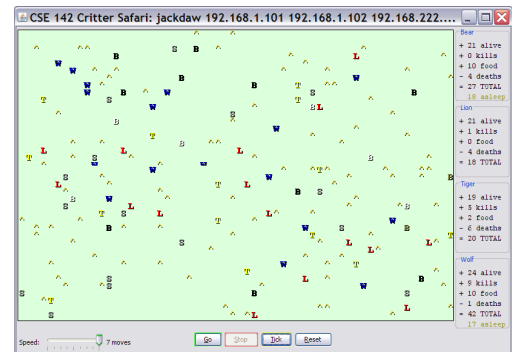 CSE 142 Critter Safari: jackdaw 192.168.1.101 192.168.1.102 192.168.222....
Bear
+ 21 alive
+ 0 kills
+ 10 food
- 4 deaths
= 27 TOTAL
18 asleep
Lion
+ 21 alive
+ 1 kills
+ 0 food
- 4 deaths
= 18 TOTAL
Tiger
+ 19 alive
+ 5 kills
+ 2 food
- 6 deaths
= 20 TOTAL
Wolf
+ 24 alive
+ 9 kills
+ 10 food
- 1 deaths
= 42 TOTAL
17 asleep
Speed: 7 moves Go Stop Tick Reset